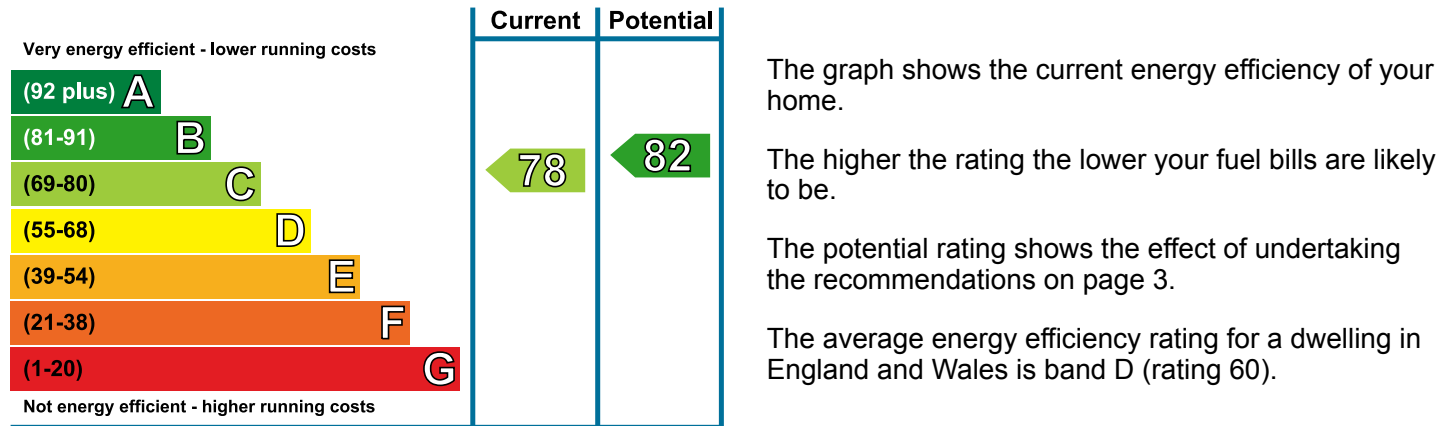 Current Potential
Very energy efficient - lower running costs
(92 plus) A
(81-91) B
(69-80) C
(55-68) D
(39-54) E
(21-38) F
(1-20) G
Not energy efficient - higher running costs
78
82
The graph shows the current energy efficiency of your
home.
The higher the rating the lower your fuel bills are likely
to be.
The potential rating shows the effect of undertaking
the recommendations on page 3.
The average energy efficiency rating for a dwelling in
England and Wales is band D (rating 60).